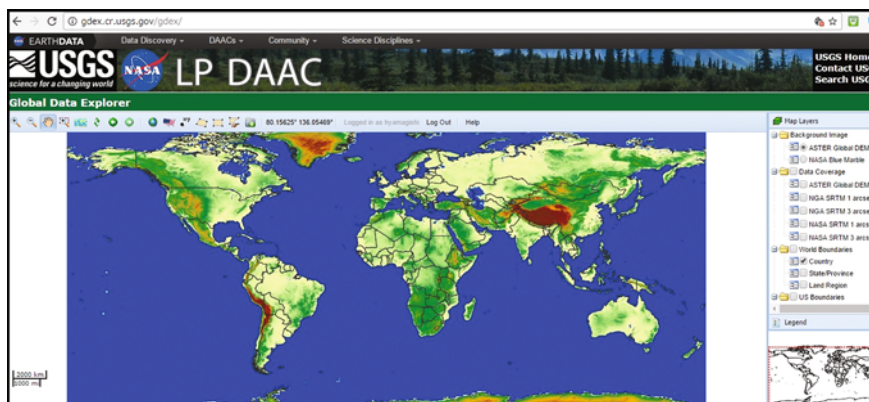 gdex.cr.usgs.gov/gdex/
EARTHDATA Data Discovery DAACs Community Science Disciplines
USGS
science for a changing world
NASA
LP DAAC
USGS Home
Contact USG
Search USG
Global Data Explorer
80.15625° 136.05469° Logged in as Log Out Help
Map Layers
Background Image
ASTER Global DEM
NASA Blue Marble
Data Coverage
ASTER Global DEM
NGA SRTM 1 arcse
NGA SRTM 3 arcse
NASA SRTM 1 arcse
NASA SRTM 3 arcse
World Boundaries
Country
State/Province
Land Region
US Boundaries
Legend
2000 km
1000 mi